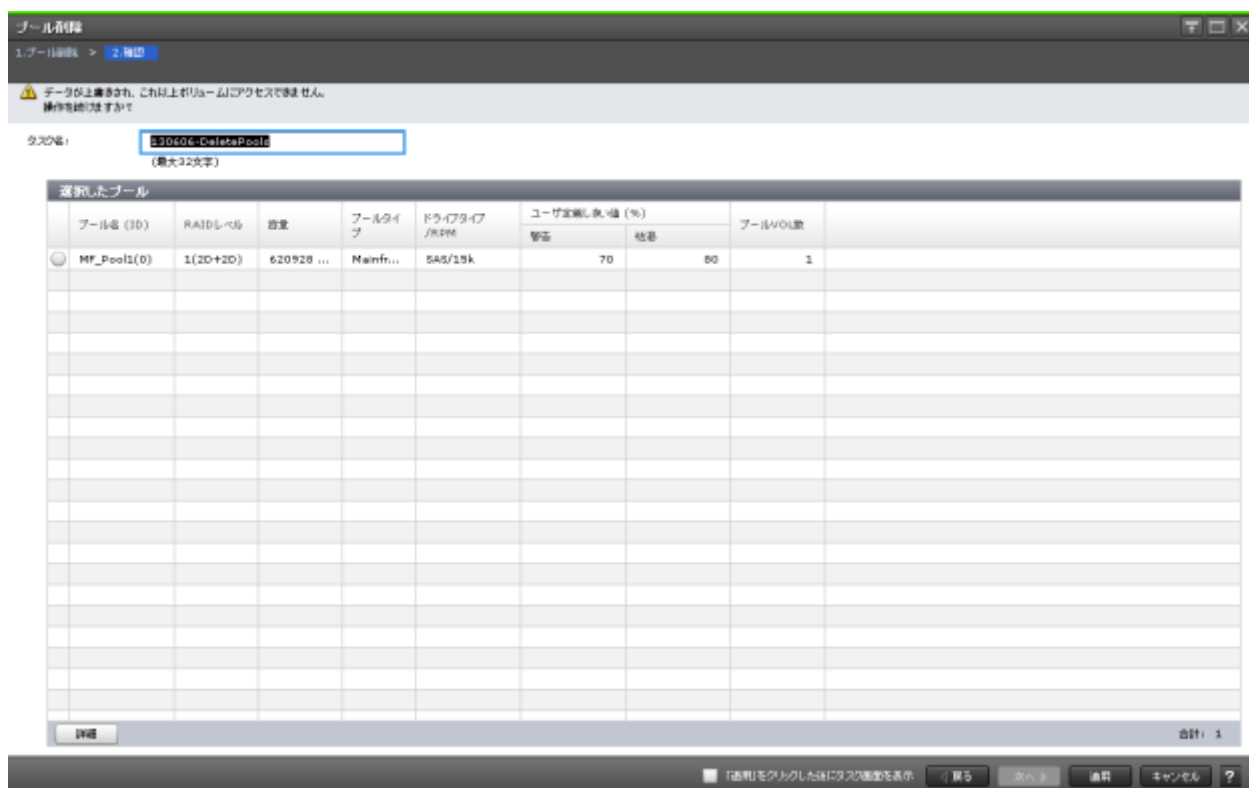 プール削除
1.プール削除 > 2.確認
データが上書きされ、これ以上ボリュームにアクセスできません。
操作を続けますか?
タスク名:
130606-DeletePools
(最大32文字)
選択したプール
プール名 (ID) RAIDレベル 容量 プールタイプ ドライブタイプ/RPM ユーザ定義しきい値 (%) プールVOL数
警告 枯渇
MF_Pool1(0) 1(2D+2D) 620928 ... Mainfr... SAS/15k 70 80 1
詳細 合計: 1
「適用」をクリックした後にタスク画面を表示 戻る 次へ 適用 キャンセル ?